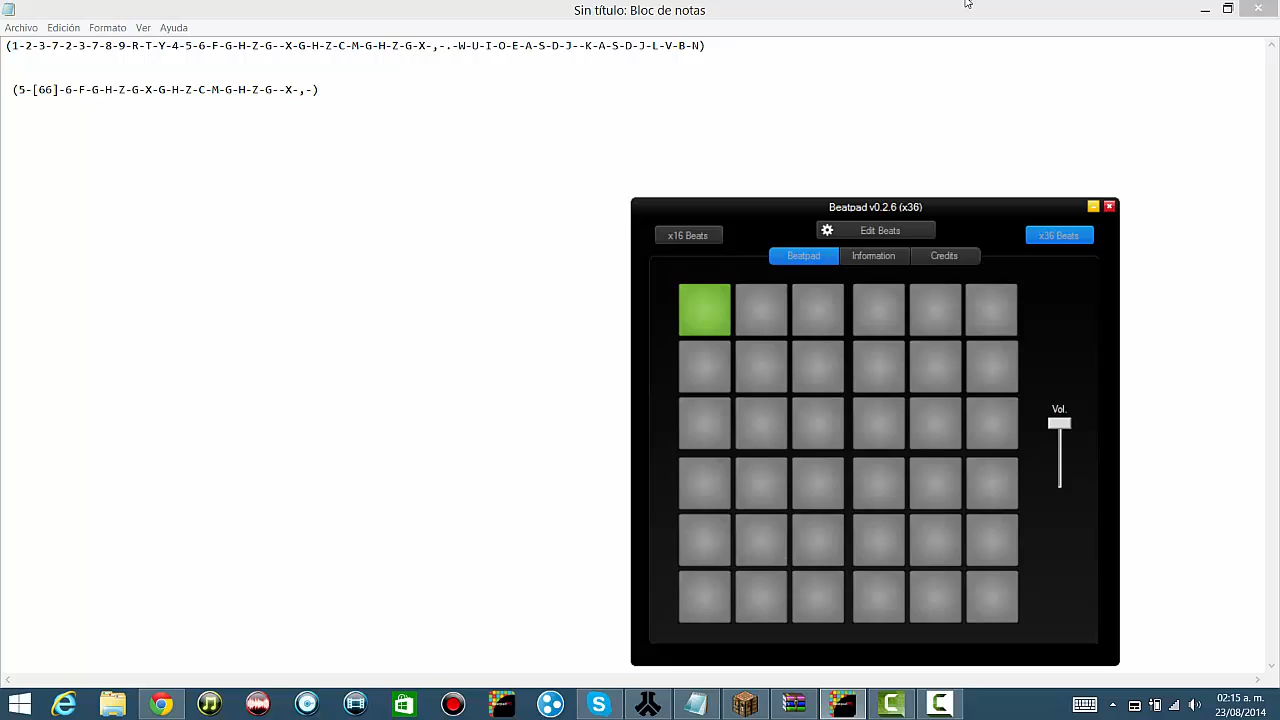 Sin título: Bloc de notas
Archivo Edición Formato Ver Ayuda
(1-2-3-7-2-3-7-8-9-R-T-Y-4-5-6-F-G-H-Z-G--X-G-H-Z-C-M-G-H-Z-G-X-,-.-W-U-I-O-E-A-S-D-J--K-A-S-D-J-L-V-B-N)
(5-[66]-6-F-G-H-Z-G-X-G-H-Z-C-M-G-H-Z-G--X-,-)
Beatpad v0.2.6 (x36)
x16 Beats
Edit Beats
x36 Beats
Beatpad Information Credits
Vol.
02:15 a. m.
23/08/2014